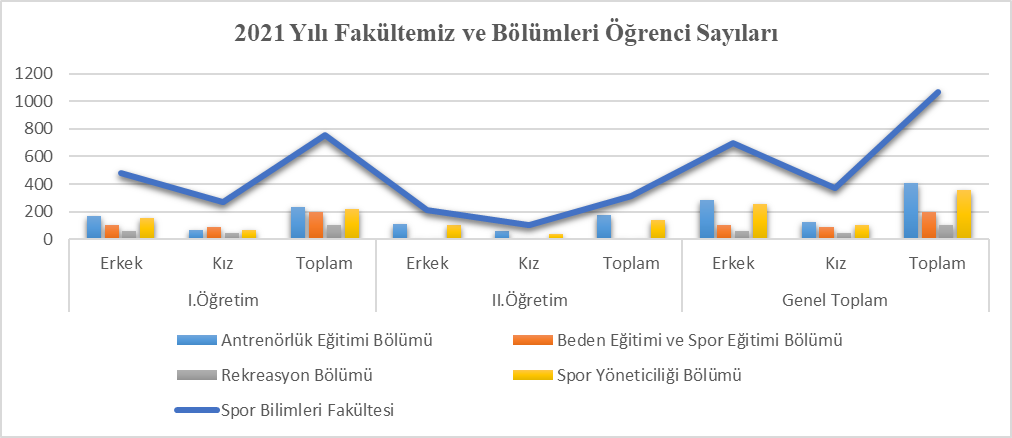 2021 Yılı Fakültemiz ve Bölümleri Öğrenci Sayıları
1200
1000
800
600
400
200
0
Erkek Kız Toplam Erkek Kız Toplam Erkek Kız Toplam
I.Öğretim II.Öğretim Genel Toplam
Antrenörlük Eğitimi Bölümü Beden Eğitimi ve Spor Eğitimi Bölümü
Rekreasyon Bölümü Spor Yöneticiliği Bölümü
Spor Bilimleri Fakültesi